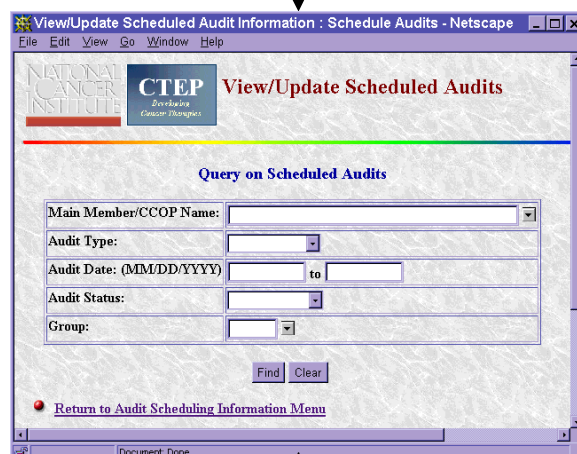 View/Update Scheduled Audit Information : Schedule Audits - Netscape
File Edit View Go Window Help
NATIONAL
CANCER
INSTITUTE
CTEP
Developing
Cancer Therapies
View/Update Scheduled Audits
Query on Scheduled Audits
Main Member/CCOP Name:
Audit Type:
Audit Date: (MM/DD/YYYY) to
Audit Status:
Group:
Find Clear
Return to Audit Scheduling Information Menu
Document: Done